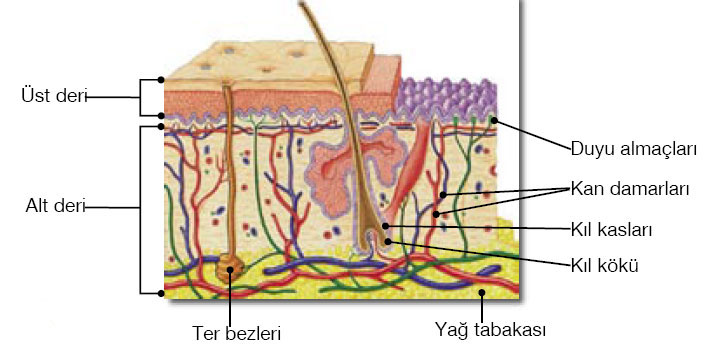 Üst deri
Alt deri
Duyu almaçları
Kan damarları
Kıl kasları
Kıl kökü
Ter bezleri
Yağ tabakası